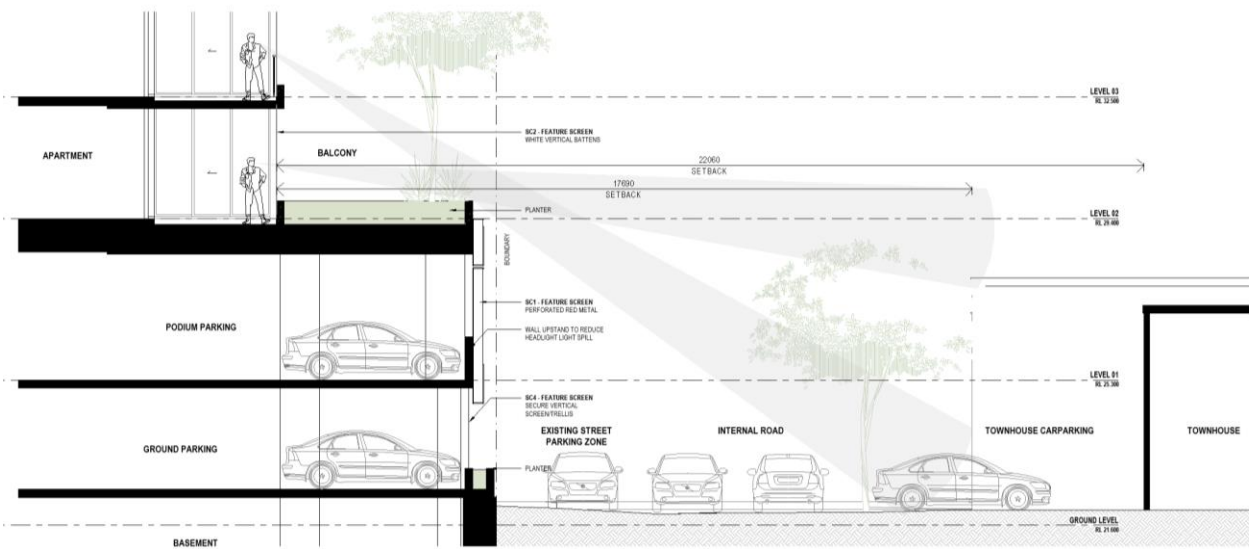 LEVEL 03
RL 32 500
SC2 - FEATURE SCREEN
WHITE VERTICAL BATTENS
APARTMENT
BALCONY
22060
SETBACK
17690
SETBACK
PLANTER
LEVEL 02
RL 29 400
BOUNDARY
SC1 - FEATURE SCREEN
PERFORATED RED METAL
PODIUM PARKING
WALL UPSTAND TO REDUCE
HEADLIGHT LIGHT SPILL
LEVEL 01
RL 25 300
SC4 - FEATURE SCREEN
SECURE VERTICAL
SCREEN/TRELLIS
EXISTING STREET
PARKING ZONE
INTERNAL ROAD
TOWNHOUSE CARPARKING
TOWNHOUSE
GROUND PARKING
PLANTER
GROUND LEVEL
RL 21 600
BASEMENT